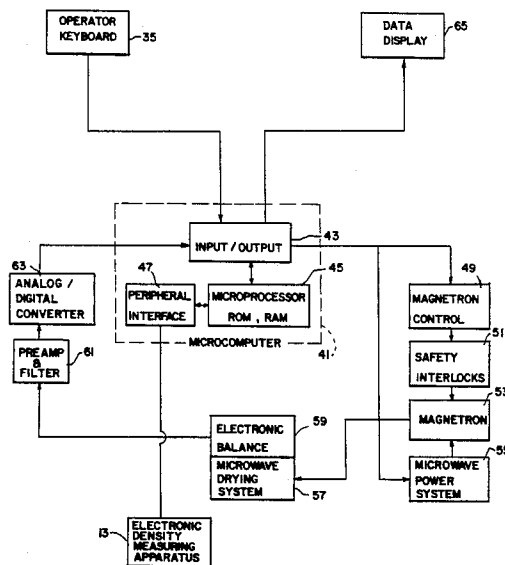 OPERATOR
KEYBOARD
35
DATA
DISPLAY
65
INPUT / OUTPUT
43
63
ANALOG /
DIGITAL
CONVERTER
47
PERIPHERAL
INTERFACE
45
MICROPROCESSOR
ROM , RAM
MICROCOMPUTER
41
49
MAGNETRON
CONTROL
51
SAFETY
INTERLOCKS
PREAMP
&
FILTER
61
53
MAGNETRON
ELECTRONIC
BALANCE
59
MICROWAVE
DRYING
SYSTEM
57
55
MICROWAVE
POWER
SYSTEM
13
ELECTRONIC
DENSITY
MEASURING
APPARATUS